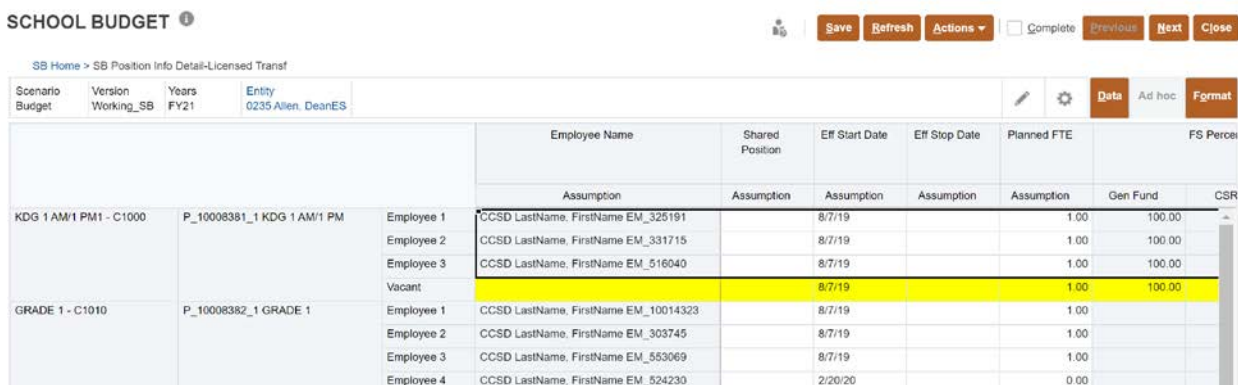 SCHOOL BUDGET
Save Refresh Actions Complete Previous Next Close
SB Home > SB Position Info Detail-Licensed Transf
Scenario Version Years Entity
Budget Working_SB FY21 0235 Allen, DeanES
Data Ad hoc Format
Employee Name Shared Position Eff Start Date Eff Stop Date Planned FTE FS Percen
Assumption Assumption Assumption Assumption Assumption Gen Fund CSR
KDG 1 AM/1 PM1 - C1000 P_10008381_1 KDG 1 AM/1 PM Employee 1 CCSD LastName, FirstName EM_325191 8/7/19 1.00 100.00
Employee 2 CCSD LastName, FirstName EM_331715 8/7/19 1.00 100.00
Employee 3 CCSD LastName, FirstName EM_516040 8/7/19 1.00 100.00
Vacant 8/7/19 1.00 100.00
GRADE 1 - C1010 P_10008382_1 GRADE 1 Employee 1 CCSD LastName, FirstName EM_10014323 8/7/19 1.00
Employee 2 CCSD LastName, FirstName EM_303745 8/7/19 1.00
Employee 3 CCSD LastName, FirstName EM_553069 8/7/19 1.00
Employee 4 CCSD LastName, FirstName EM_524230 2/20/20 0.00